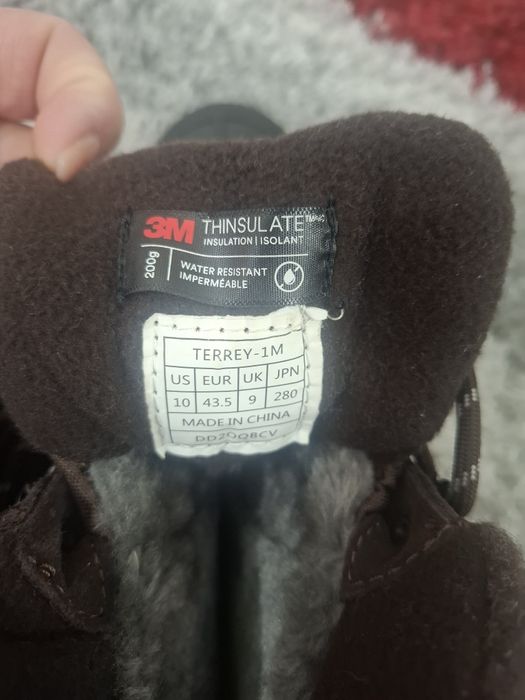 3M THINSULATE™
INSULATION | ISOLANT
200g
WATER RESISTANT
IMPERMÉABLE
TERREY-1M
US EUR UK JPN
10 43.5 9 280
MADE IN CHINA